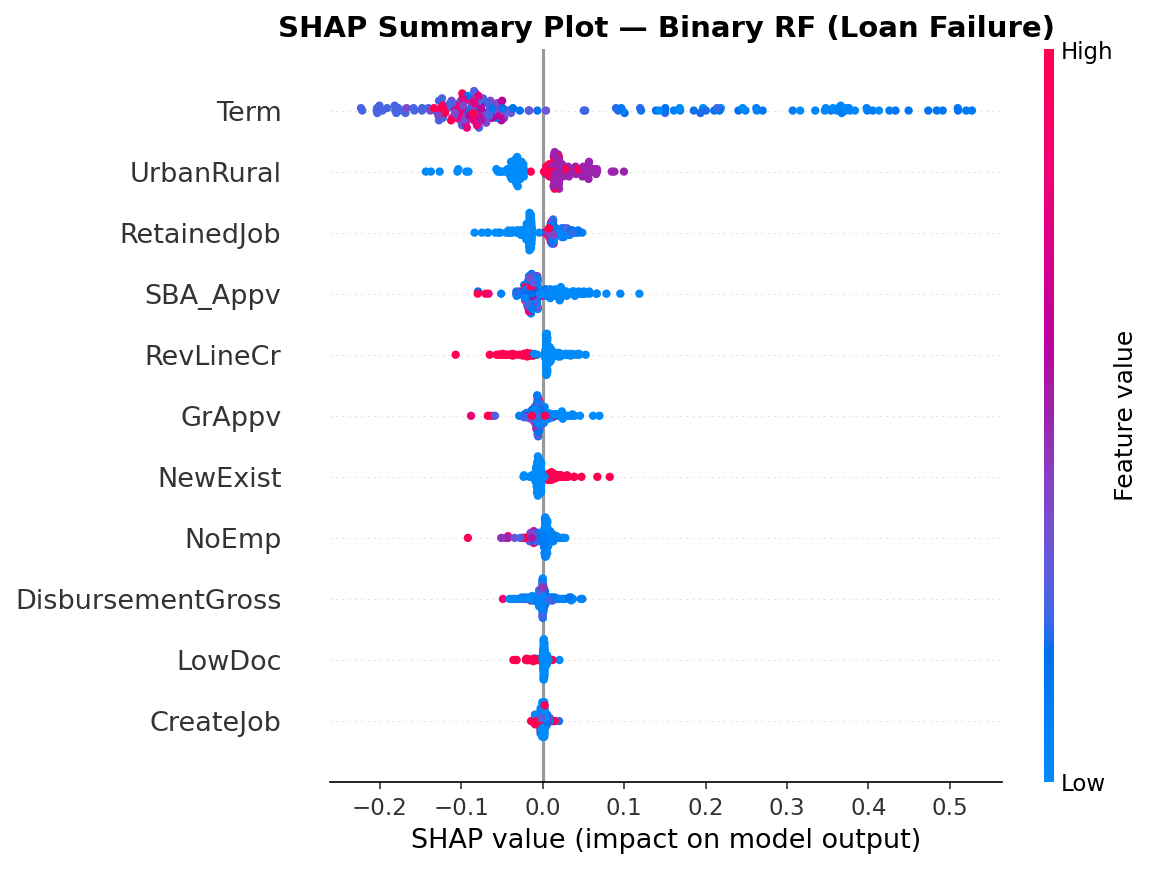 SHAP Summary Plot — Binary RF (Loan Failure)
High
Term
UrbanRural
RetainedJob
SBA_Appv
RevLineCr
GrAppv
NewExist
NoEmp
DisbursementGross
LowDoc
CreateJob
Feature value
Low
−0.2 −0.1 0.0 0.1 0.2 0.3 0.4 0.5
SHAP value (impact on model output)